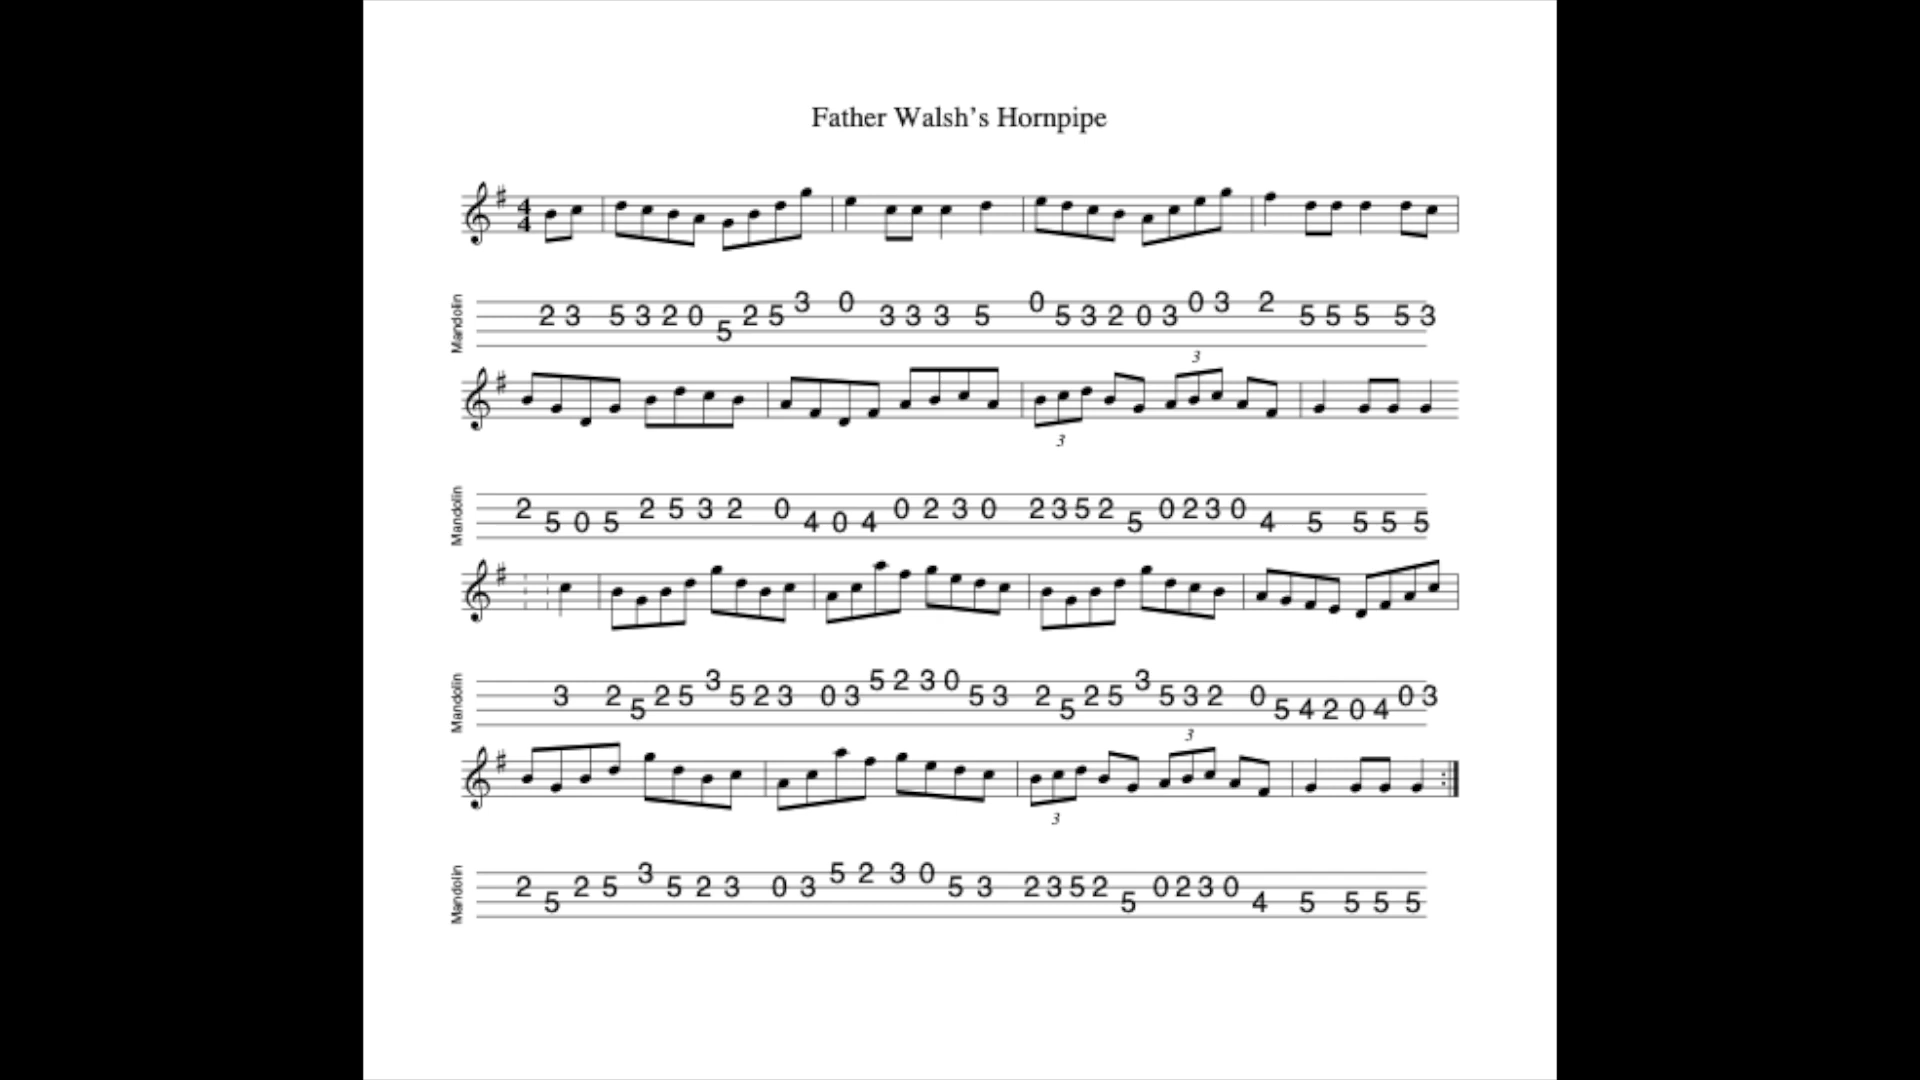 Father Walsh’s Hornpipe
4
4
Mandolin
2 3 5 3 2 0 5 2 5 3 0 3 3 3 5 0 5 3 2 0 3 0 3 2 5 5 5 5 3
3
3
Mandolin
2 5 0 5 2 5 3 2 0 4 0 4 0 2 3 0 2 3 5 2 5 0 2 3 0 4 5 5 5 5
Mandolin
3 2 5 2 5 3 5 2 3 0 3 5 2 3 0 5 3 2 5 2 5 3 5 3 2 0 5 4 2 0 4 0 3
3
3
Mandolin
2 5 2 5 3 5 2 3 0 3 5 2 3 0 5 3 2 3 5 2 5 0 2 3 0 4 5 5 5 5